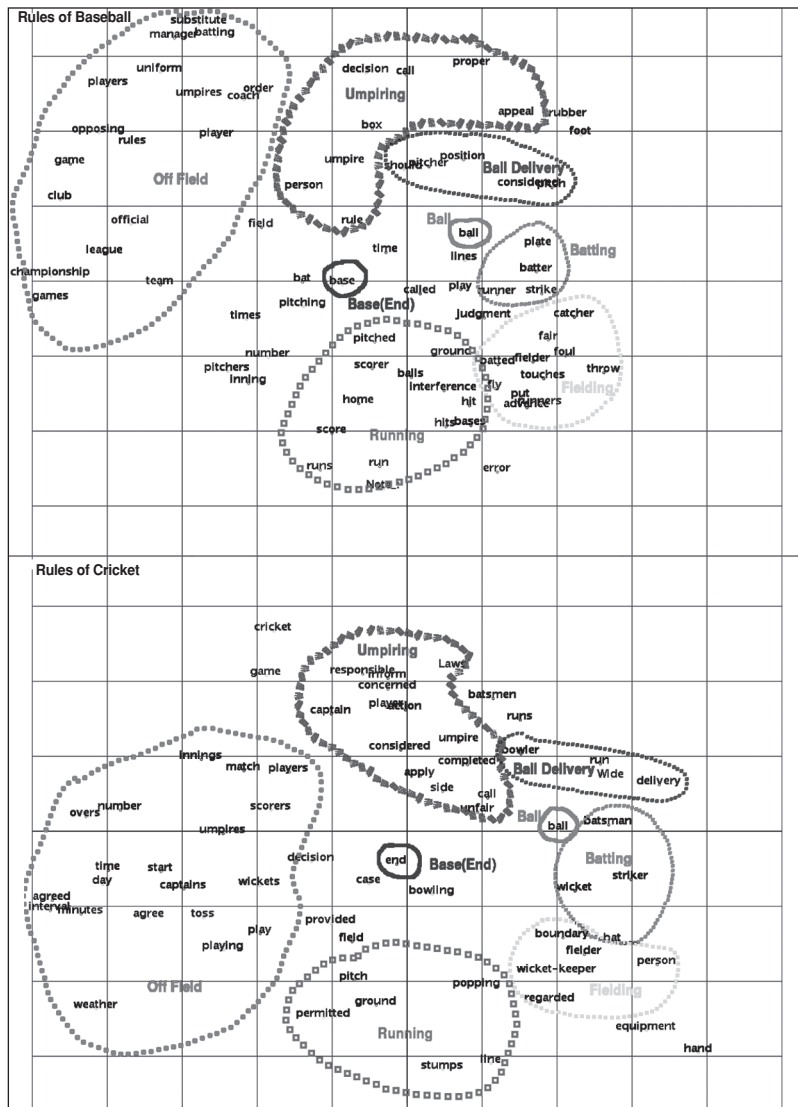 Rules of Baseball
substitute
manager batting
uniform
players
umpires coach order
opposing
rules
player
game
Off Field
club
official
field
league
championship
games
team
decision call proper
Umpiring
appeal rubber
box
foot
umpire
should pitcher position
Ball Delivery
considered pitch
person
rule
Ball
ball
time
lines
plate
Batting
batter
bat base
called play runner strike
pitching
Base(End)
times
judgment
catcher
pitched
fair
number
ground
foul
batted fielder
pitchers
scorer
balls
touches
throw
inning
interference fly
Fielding
home
hit
put
advance runners
hits bases
score
Running
runs
run
error
Note
Rules of Cricket
cricket
Umpiring
game
responsible
inform
Laws
concerned
batsmen
captain
player action
runs
considered
umpire
bowler
innings
match players
completed
run
apply
Ball Delivery
Wide
delivery
side
call
number
overs
scorers
unfair
Ball
ball
batsman
umpires
decision
end
Base(End)
Batting
time
start
day
captains
wickets
case
bowling
wicket
striker
agreed
interval minutes
agree
toss
provided
play
field
boundary
hat
playing
fielder
wicket-keeper
person
pitch
popping
Off Field
Fielding
weather
ground
regarded
permitted
Running
equipment
stumps
line
hand